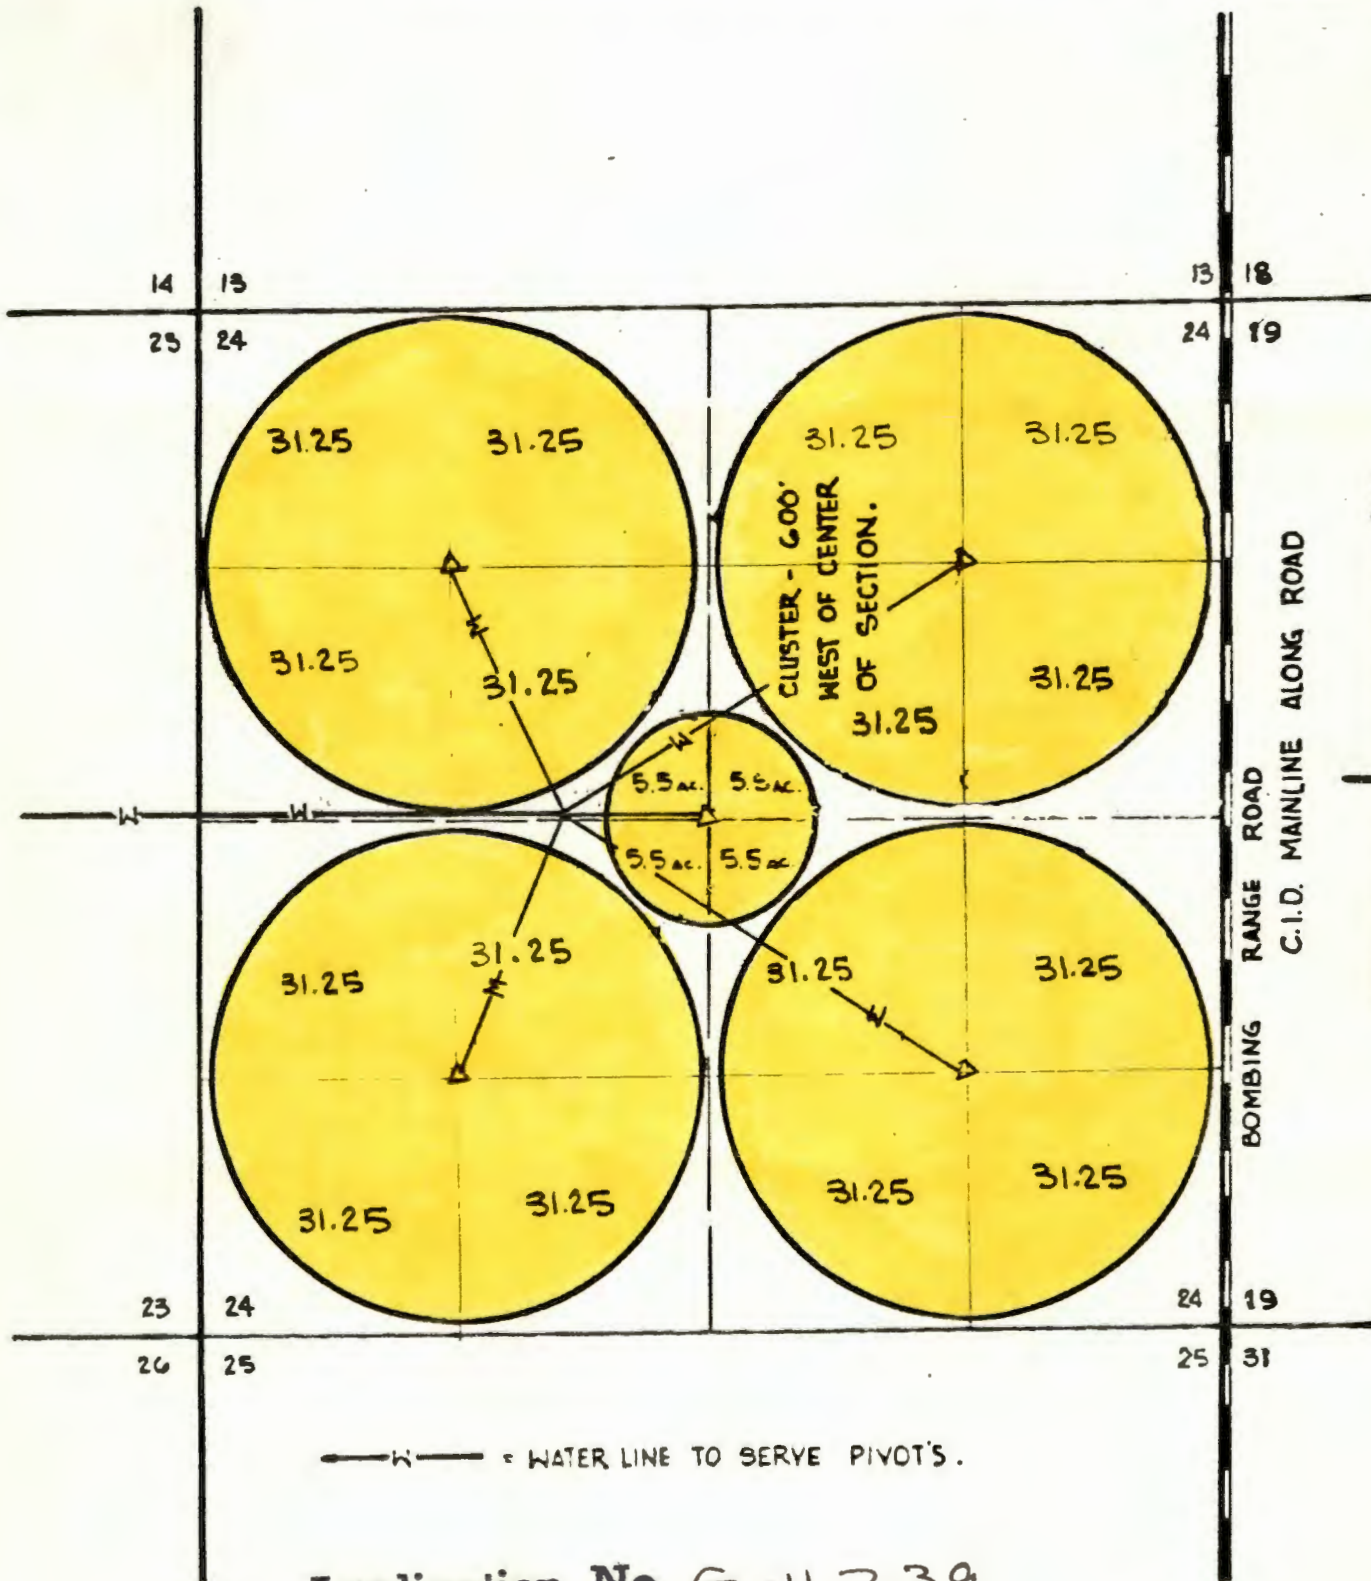 14 13
13 18
23 24
24 19
31.25 31.25
31.25 31.25
31.25 31.25
31.25 31.25
CLUSTER - 600'
WEST OF CENTER
OF SECTION.
W
W
5.5 AC. 5.5 AC.
5.5 AC. 5.5 AC.
W W
31.25 31.25
31.25 31.25
W
W
31.25 31.25
31.25 31.25
BOMBING RANGE ROAD
C.I.D. MAINLINE ALONG ROAD
23 24
24 19
26 25
25 31
W = WATER LINE TO SERVE PIVOT'S.
Application No.